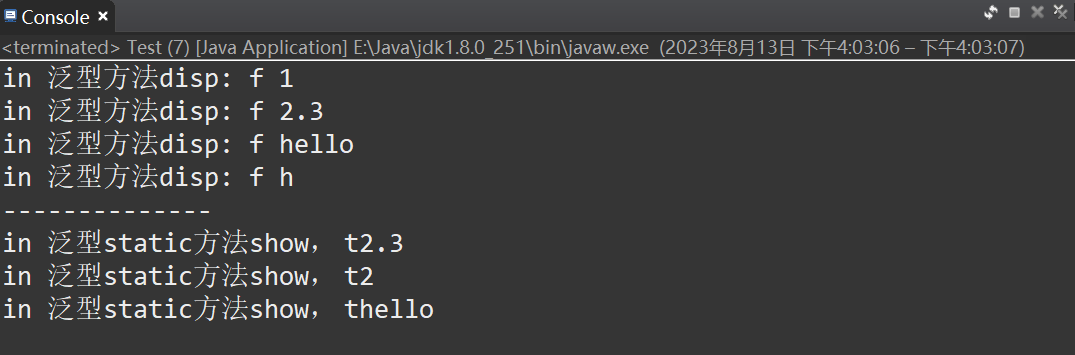 Console
<terminated> Test (7) [Java Application] E:\Java\jdk1.8.0_251\bin\javaw.exe (2023年8月13日 下午4:03:06 – 下午4:03:07)
in 泛型方法disp: f 1
in 泛型方法disp: f 2.3
in 泛型方法disp: f hello
in 泛型方法disp: f h
--------------
in 泛型static方法show， t2.3
in 泛型static方法show， t2
in 泛型static方法show， thello